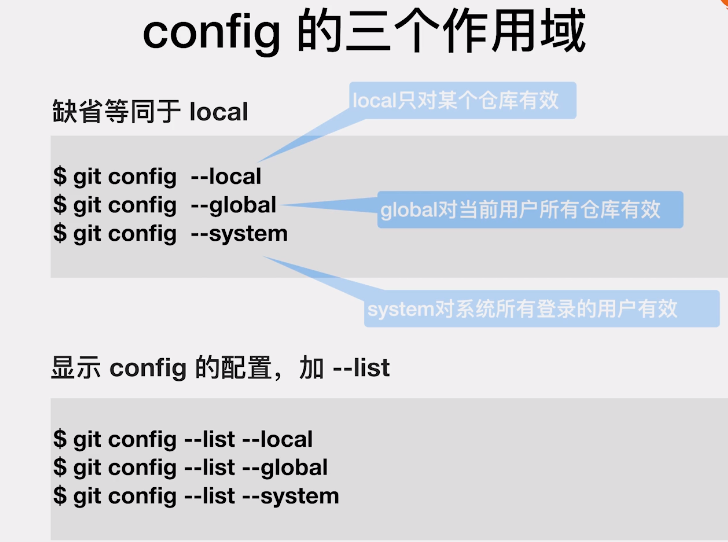 config 的三个作用域
缺省等同于 local
local只对某个仓库有效
$ git config --local
$ git config --global
global对当前用户所有仓库有效
$ git config --system
system对系统所有登录的用户有效
显示 config 的配置，加 --list
$ git config --list --local
$ git config --list --global
$ git config --list --system